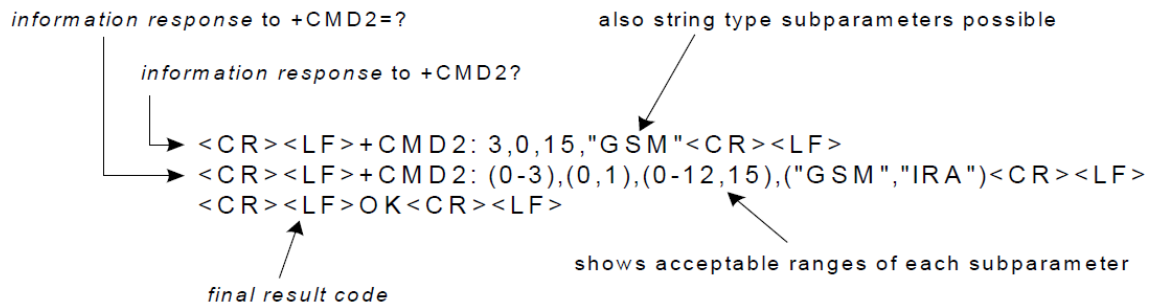 information response to +CMD2=?
also string type subparameters possible
information response to +CMD2?
<CR><LF>+CMD2: 3,0,15,"GSM"<CR><LF>
<CR><LF>+CMD2: (0-3),(0,1),(0-12,15),("GSM","IRA")<CR><LF>
<CR><LF>OK<CR><LF>
shows acceptable ranges of each subparameter
final result code